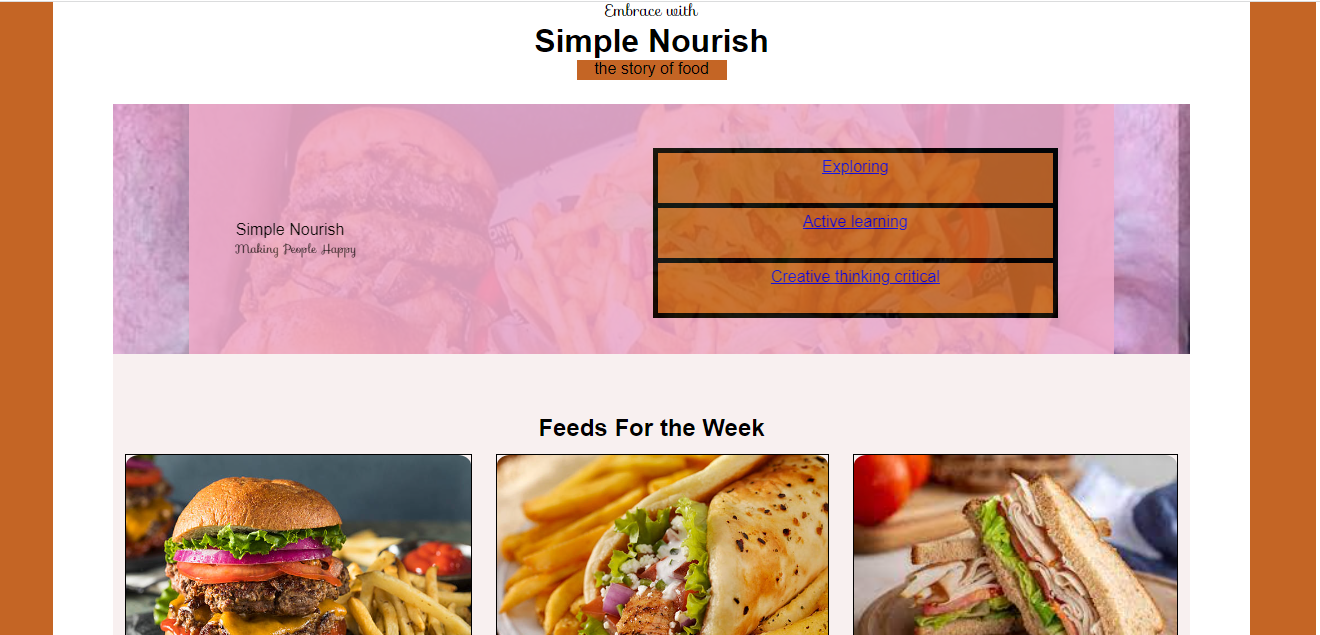 Embrace with
Simple Nourish
the story of food
Simple Nourish
Making People Happy
Exploring
Active learning
Creative thinking critical
Feeds For the Week